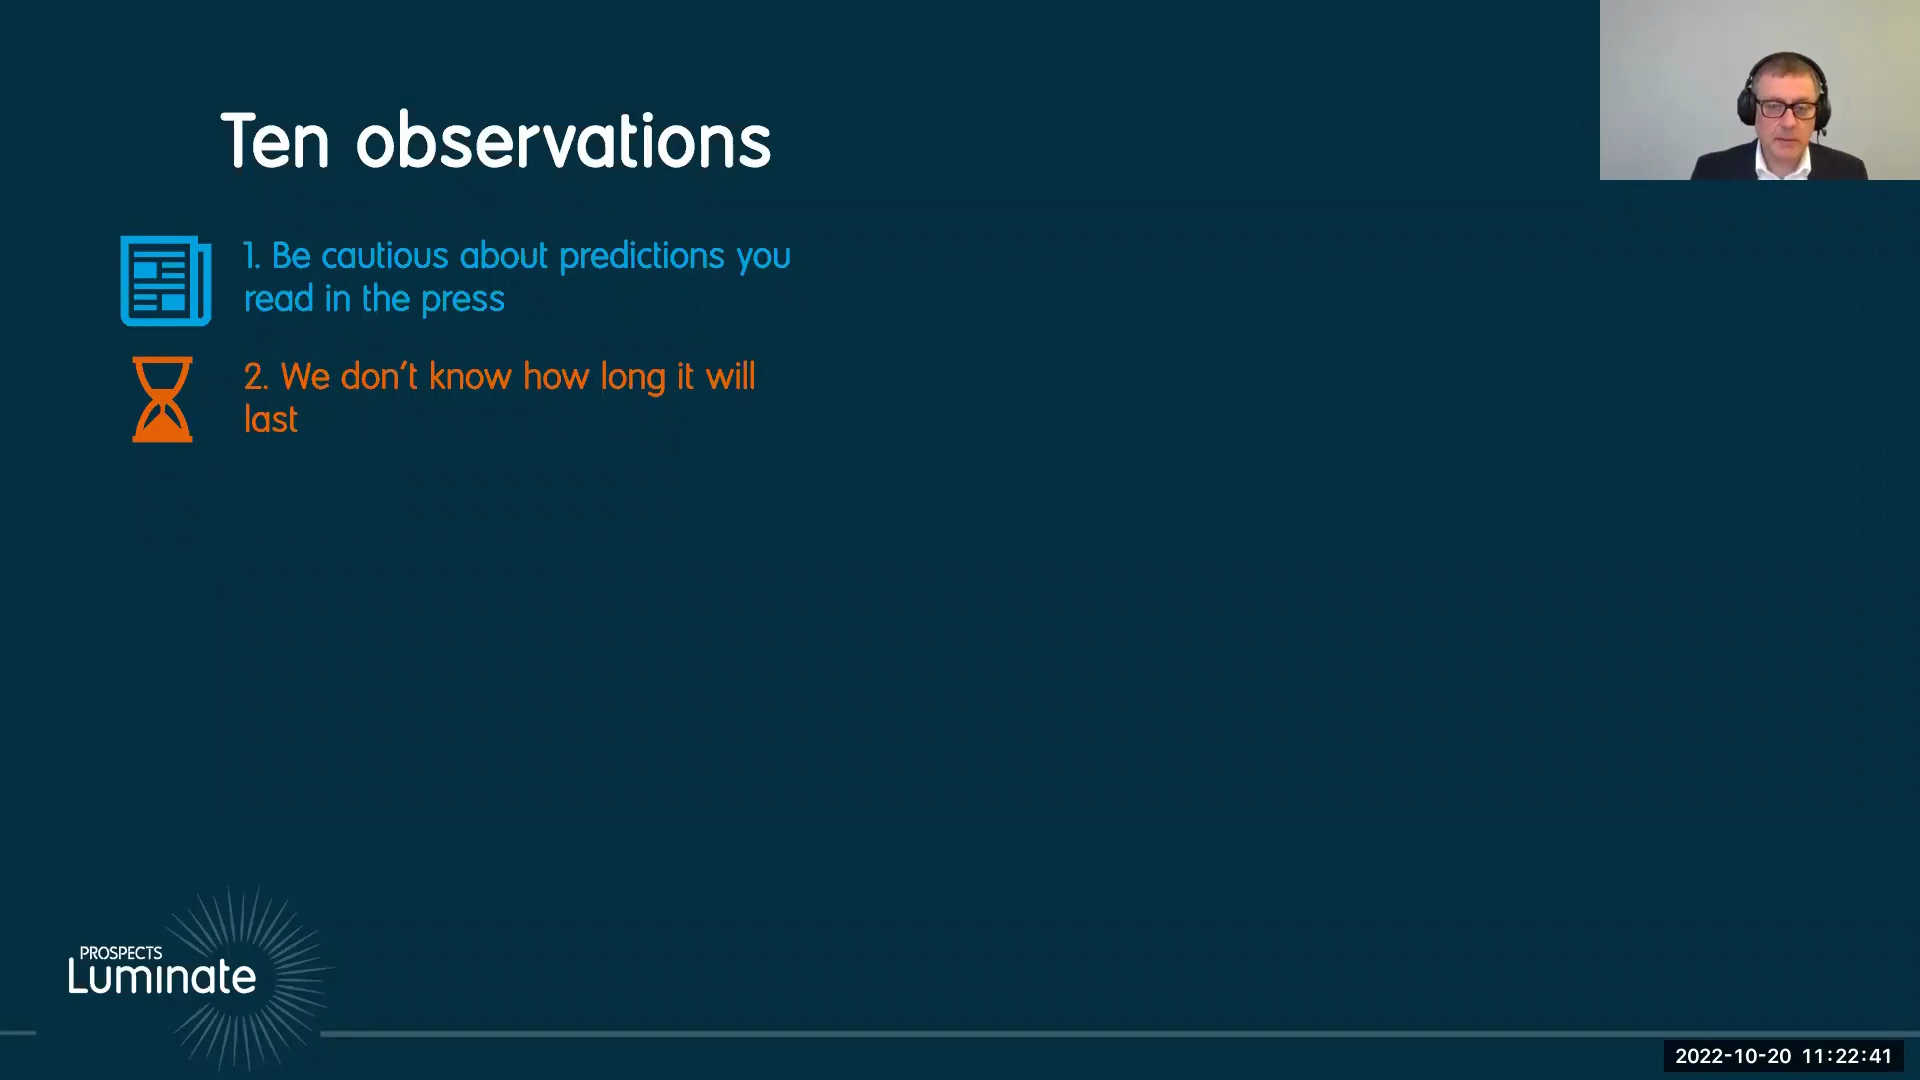 Ten observations
1. Be cautious about predictions you
read in the press
2. We don't know how long it will
last
PROSPECTS
Luminate
2022-10-20 11:22:41